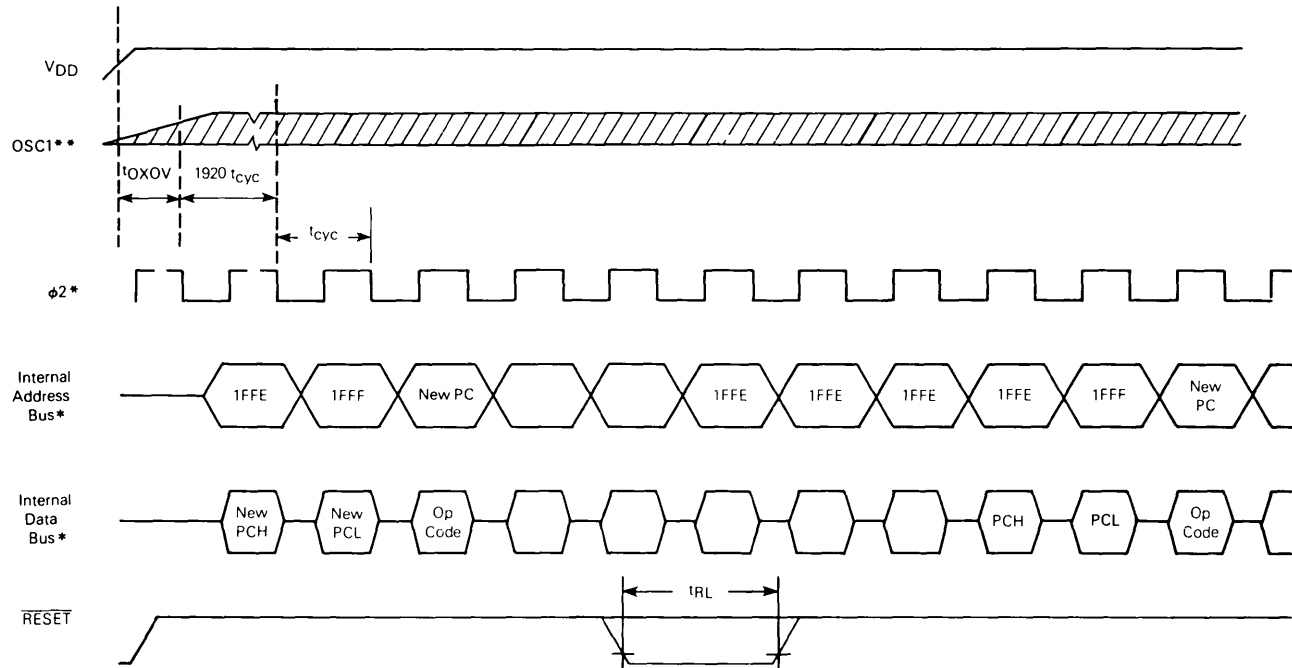 VDD
OSC1**
tOXOV
1920 tcyc
tcyc
ϕ2*
Internal
Address
Bus*
1FFE
1FFF
New PC
1FFE
1FFE
1FFE
1FFE
1FFF
New
PC
Internal
Data
Bus*
New
PCH
New
PCL
Op
Code
PCH
PCL
Op
Code
RESET
tRL